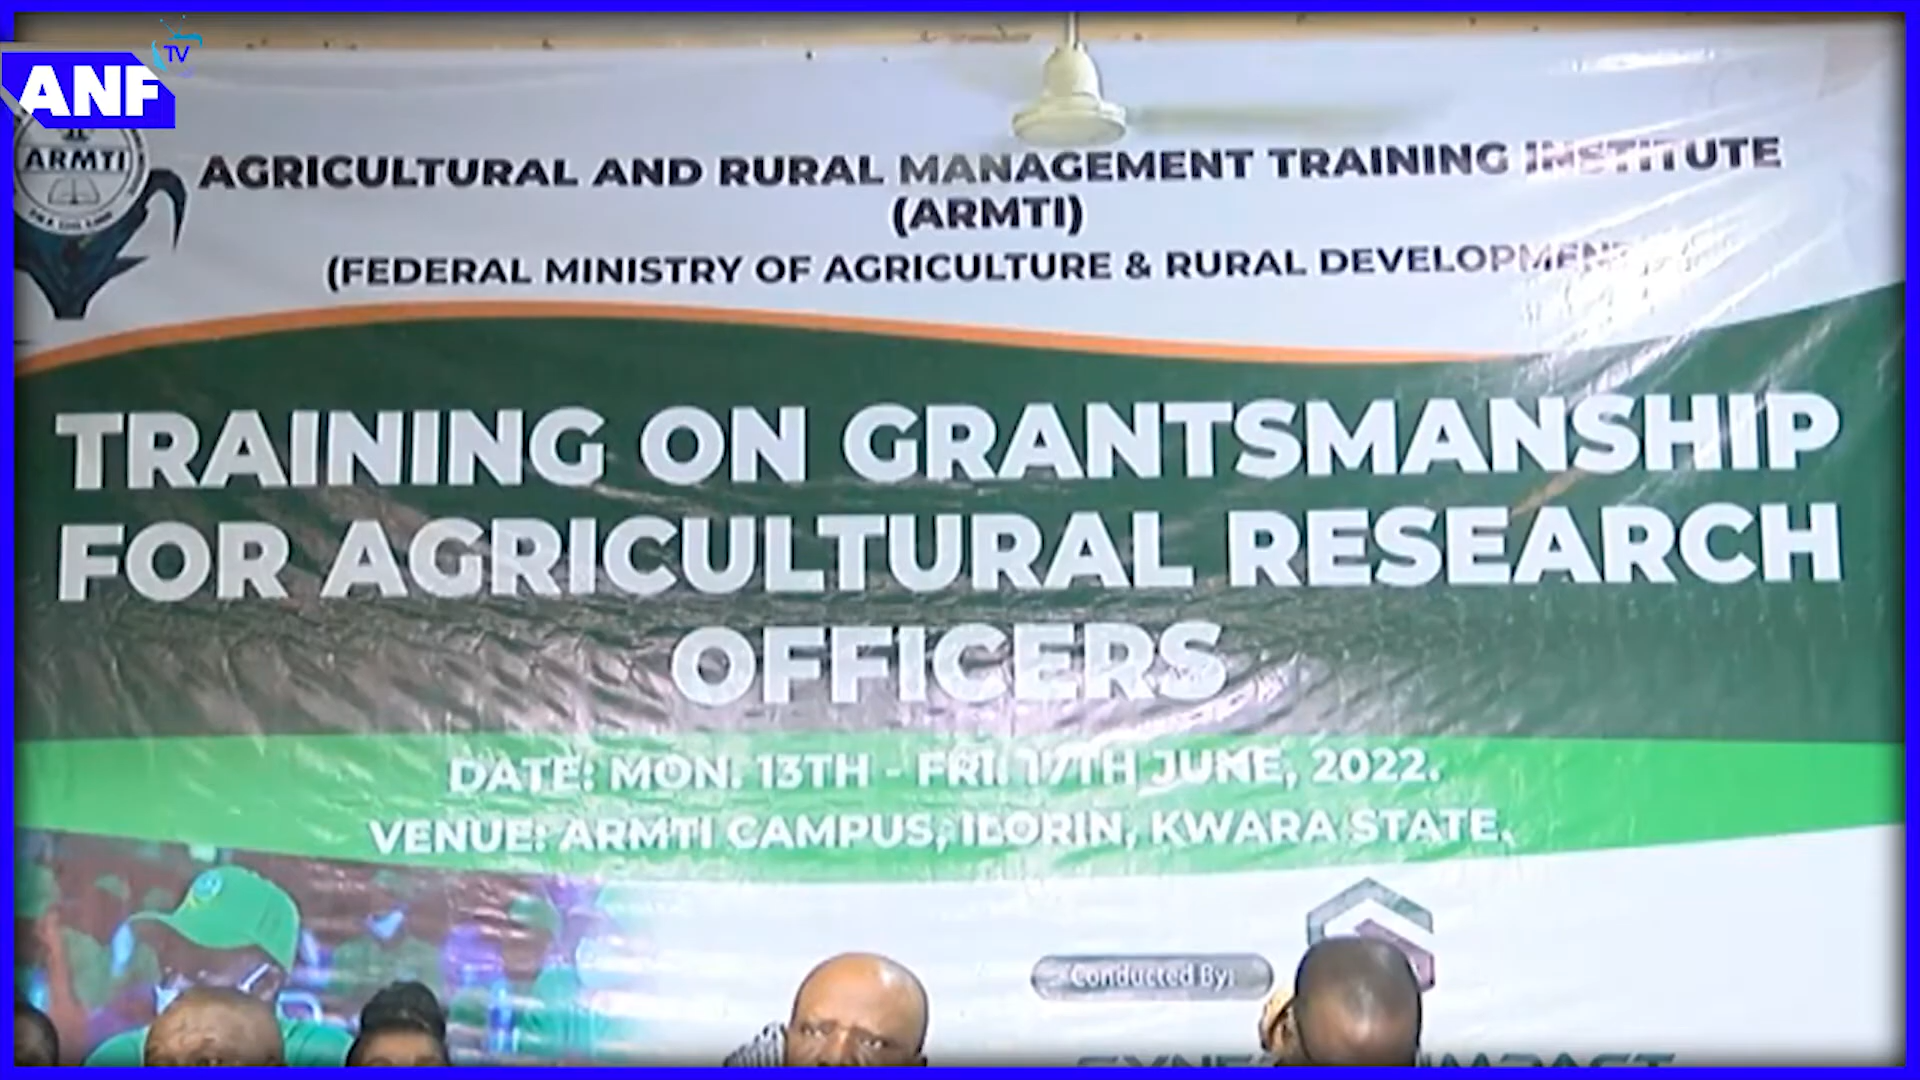 TV
ANF
ARMTI
AGRICULTURAL AND RURAL MANAGEMENT TRAINING INSTITUTE
(ARMTI)
(FEDERAL MINISTRY OF AGRICULTURE & RURAL DEVELOPMENT
TRAINING ON GRANTSMANSHIP
FOR AGRICULTURAL RESEARCH
OFFICERS
DATE: MON. 13TH - FRI. 17TH JUNE, 2022.
VENUE: ARMTI CAMPUS, ILORIN, KWARA STATE.
Conducted By:
IMPACT